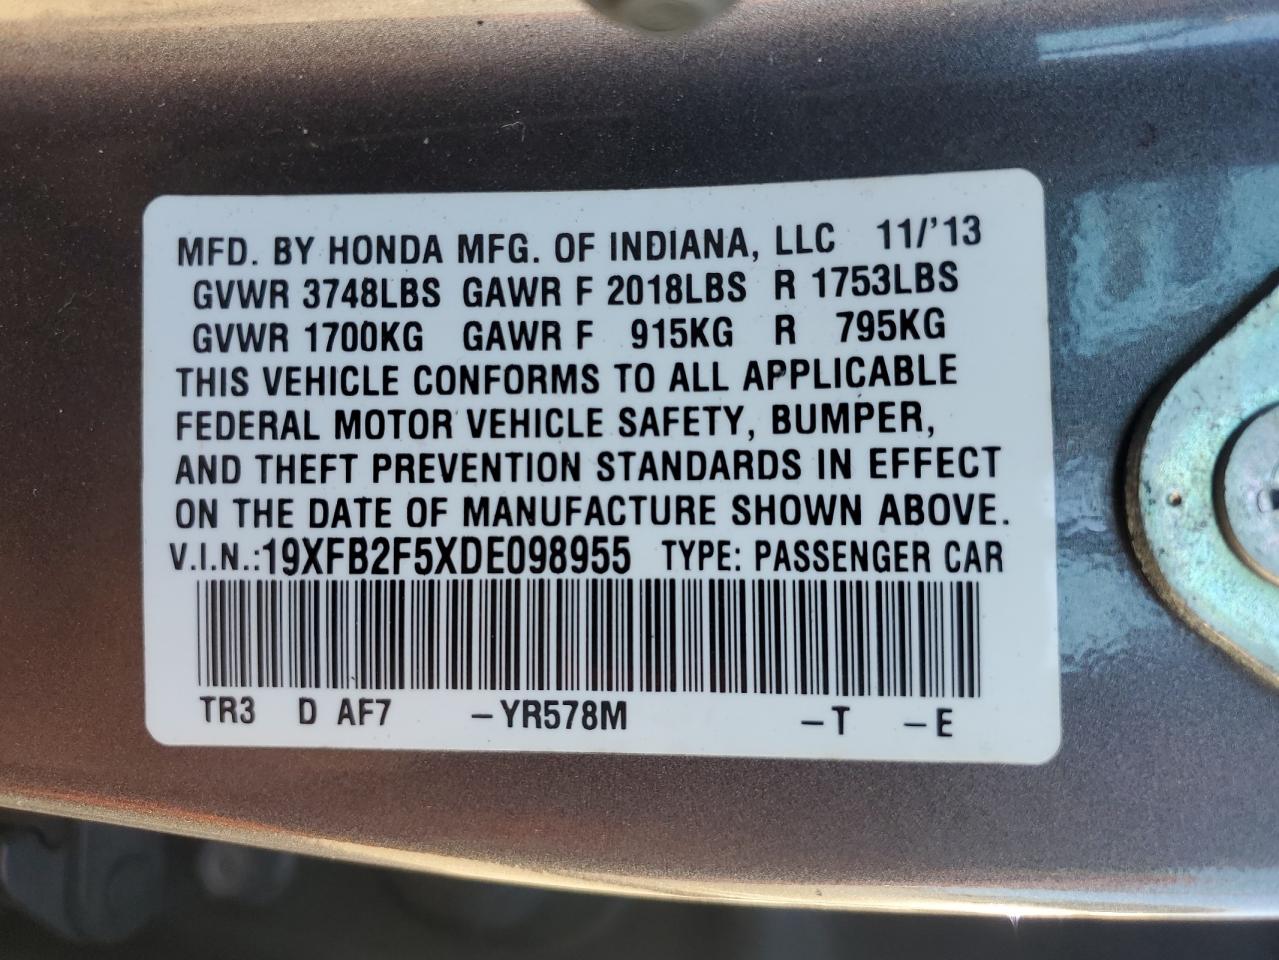 MFD. BY HONDA MFG. OF INDIANA, LLC 11/'13
GVWR 3748LBS GAWR F 2018LBS R 1753LBS
GVWR 1700KG GAWR F 915KG R 795KG
THIS VEHICLE CONFORMS TO ALL APPLICABLE
FEDERAL MOTOR VEHICLE SAFETY, BUMPER,
AND THEFT PREVENTION STANDARDS IN EFFECT
ON THE DATE OF MANUFACTURE SHOWN ABOVE.
V.I.N.:19XFB2F5XDE098955 TYPE: PASSENGER CAR
TR3 D AF7 -YR578M -T -E